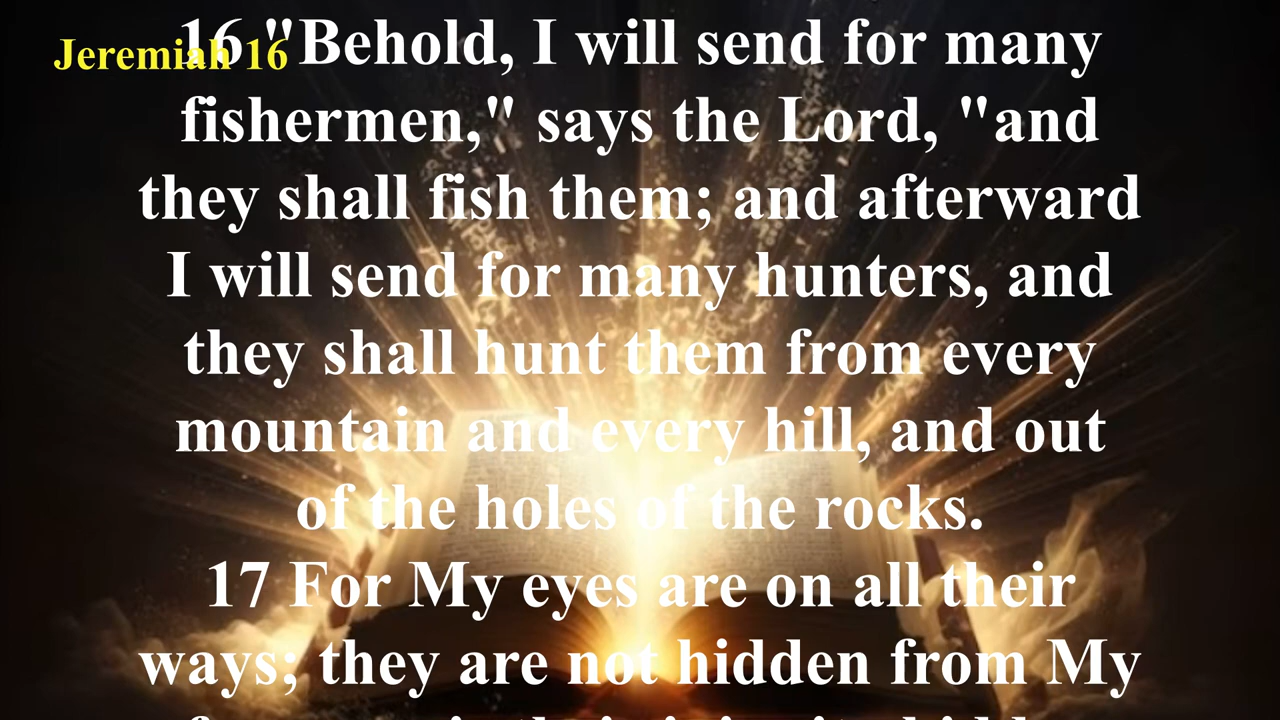 Jeremiah 16
16 "Behold, I will send for many
fishermen," says the Lord, "and
they shall fish them; and afterward
I will send for many hunters, and
they shall hunt them from every
mountain and every hill, and out
of the holes of the rocks.
17 For My eyes are on all their
ways; they are not hidden from My